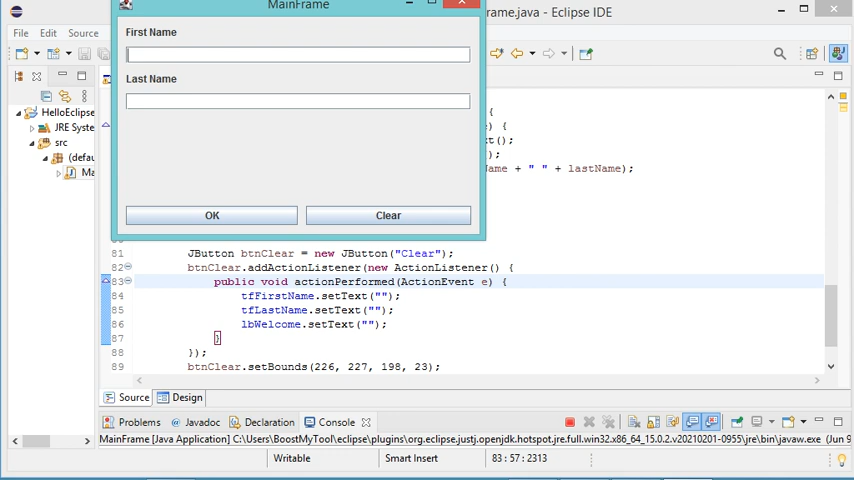 MainFrame
Frame.java - Eclipse IDE
File Edit Source
First Name
Last Name
OK
Clear
HelloEclipse
JRE Syste
src
(defau
Ma
{
e) {
t();
();
ame + " " + lastName);
81 JButton btnClear = new JButton("Clear");
82 btnClear.addActionListener(new ActionListener() {
83 public void actionPerformed(ActionEvent e) {
84 tfFirstName.setText("");
85 tfLastName.setText("");
86 lbWelcome.setText("");
87 }
88 });
89 btnClear.setBounds(226, 227, 198, 23);
Source Design
Problems Javadoc Declaration Console
MainFrame [Java Application] C:\Users\BoostMyTool\eclipse\plugins\org.eclipse.justj.openjdk.hotspot.jre.full.win32.x86_64_15.0.2.v20210201-0955\jre\bin\javaw.exe (Jun 9
Writable Smart Insert 83 : 57 : 2313